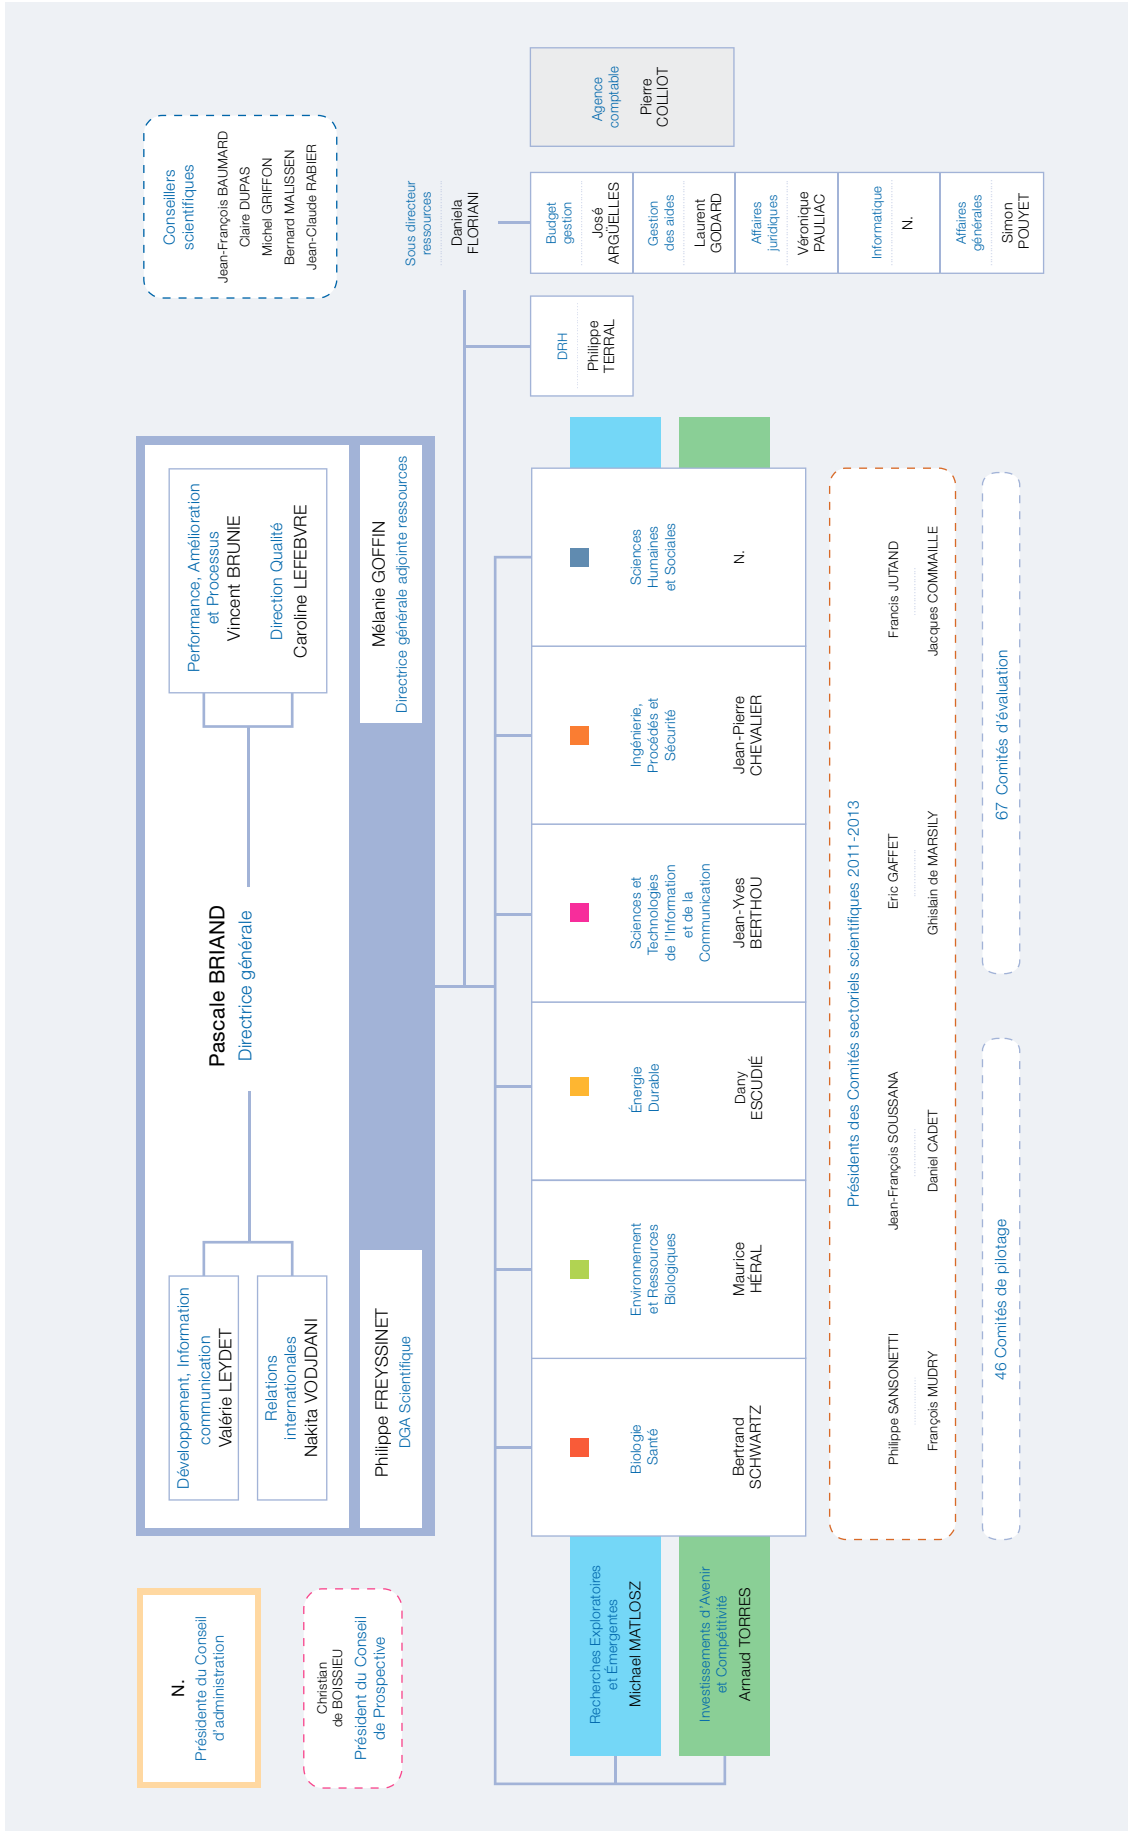 N.
Présidente du Conseil
d'administration
Christian
de BOISSIEU
Président du Conseil
de Prospective
Développement, Information
communication
Valérie LEYDET
Relations
internationales
Nakita VODJDANI
Pascale BRIAND
Directrice générale
Performance, Amélioration
et Processus
Vincent BRUNIE
Direction Qualité
Caroline LEFEBVRE
Philippe FREYSSINET
DGA Scientifique
Mélanie GOFFIN
Directrice générale adjointe ressources
Conseillers
scientifiques
Jean-François BAUMARD
Claire DUPAS
Michel GRIFFON
Bernard MALISSEN
Jean-Claude RABIER
Sous directeur
ressources
Daniela
FLORIANI
Recherches Exploratoires
et Émergentes
Michael MATLOSZ
Investissements d'Avenir
et Compétitivité
Arnaud TORRES
Biologie
Santé
Bertrand
SCHWARTZ
Environnement
et Ressources
Biologiques
Maurice
HÉRAL
Énergie
Durable
Dany
ESCUDIÉ
Sciences et
Technologies
de l'Information
et de la
Communication
Jean-Yves
BERTHOU
Ingénierie,
Procédés et
Sécurité
Jean-Pierre
CHEVALIER
Sciences
Humaines
et Sociales
N.
DRH
Philippe
TERRAL
Budget
gestion
José
ARGÜELLES
Gestion
des aides
Laurent
GODARD
Affaires
juridiques
Véronique
PAULIAC
Informatique
N.
Affaires
générales
Simon
POUYET
Agence
comptable
Pierre
COLLIOT
Présidents des Comités sectoriels scientifiques 2011-2013
Philippe SANSONETTI
François MUDRY
Jean-François SOUSSANA
Daniel CADET
Eric GAFFET
Ghislain de MARSILY
Francis JUTAND
Jacques COMMAILLE
46 Comités de pilotage
67 Comités d'évaluation